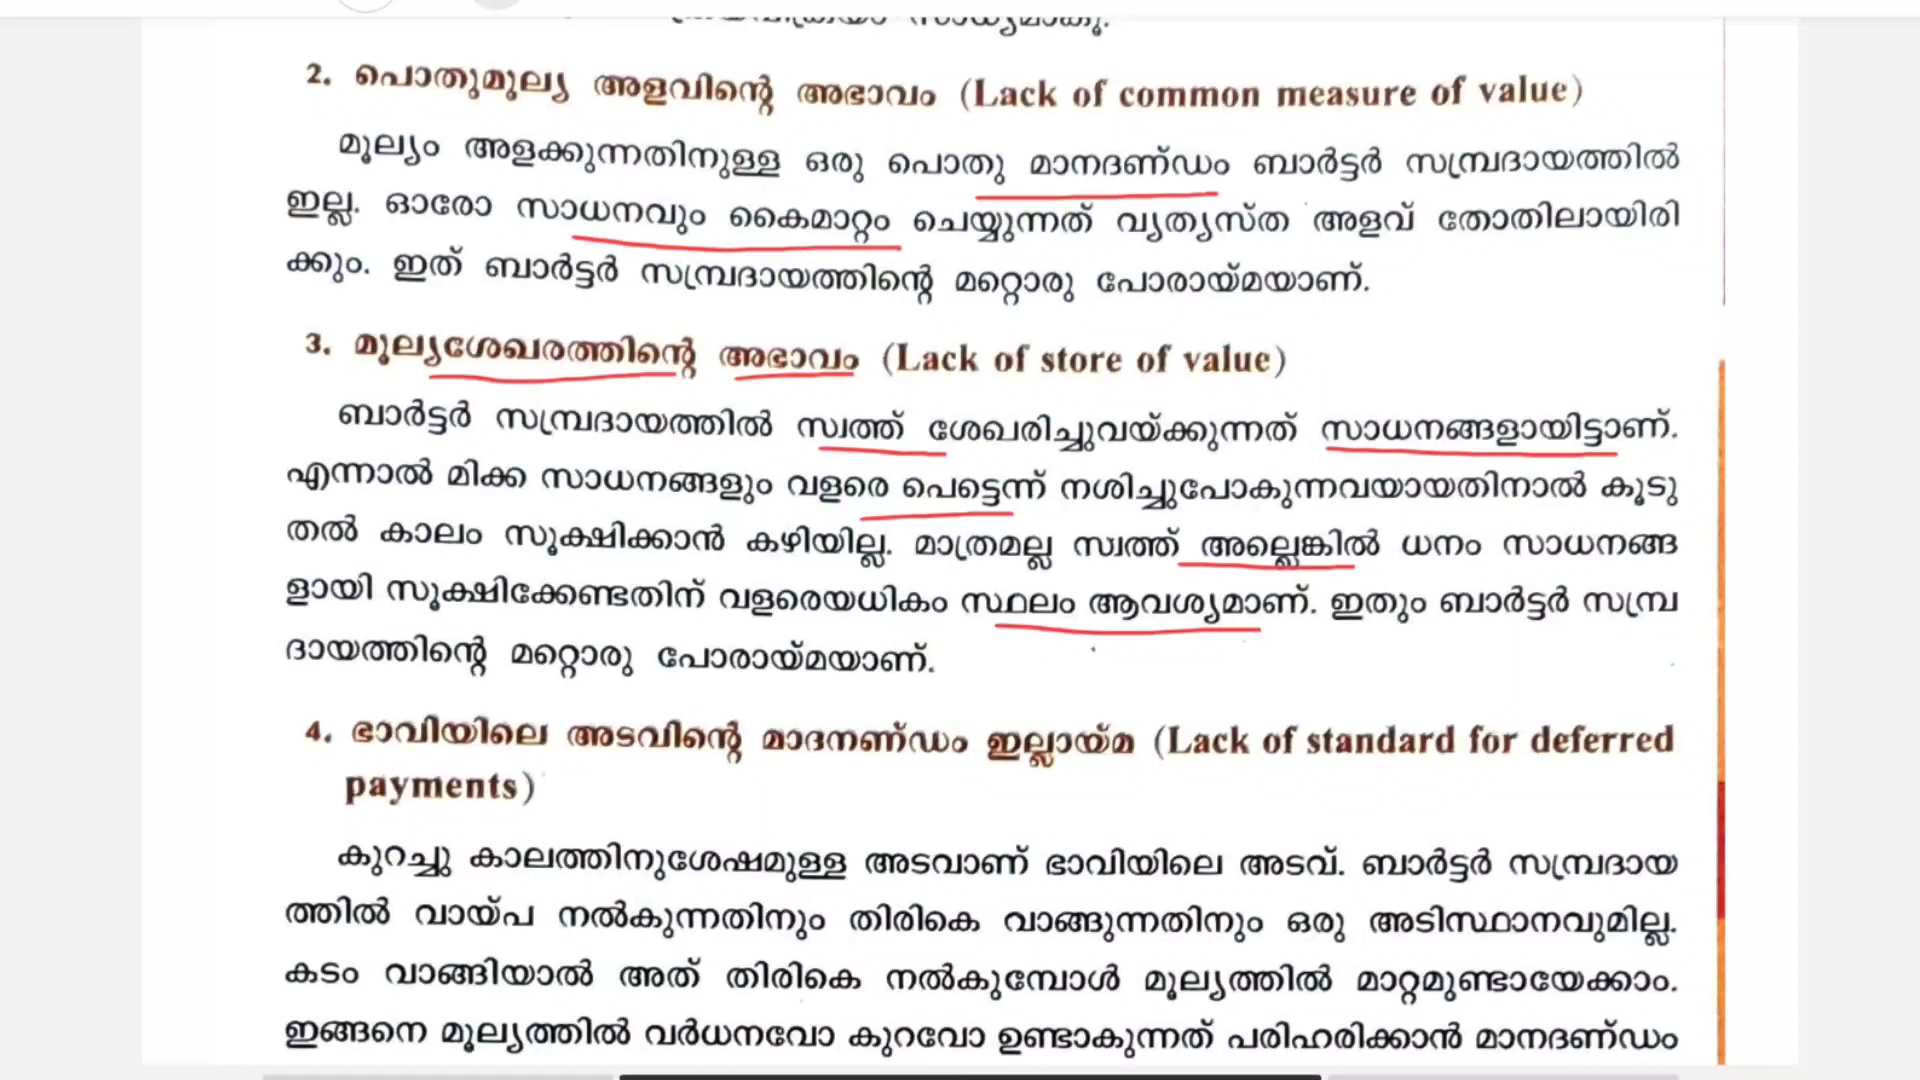 സാധ്യമാകൂ.
2. പൊതുമൂല്യ അളവിന്റെ അഭാവം (Lack of common measure of value)
മൂല്യം അളക്കുന്നതിനുള്ള ഒരു പൊതു മാനദണ്ഡം ബാർട്ടർ സമ്പ്രദായത്തിൽ
ഇല്ല. ഓരോ സാധനവും കൈമാറ്റം ചെയ്യുന്നത് വ്യത്യസ്ത അളവ് തോതിലായിരി
ക്കും. ഇത് ബാർട്ടർ സമ്പ്രദായത്തിന്റെ മറ്റൊരു പോരായ്മയാണ്.
3. മൂല്യശേഖരത്തിന്റെ അഭാവം (Lack of store of value)
ബാർട്ടർ സമ്പ്രദായത്തിൽ സ്വത്ത് ശേഖരിച്ചുവയ്ക്കുന്നത് സാധനങ്ങളായിട്ടാണ്.
എന്നാൽ മിക്ക സാധനങ്ങളും വളരെ പെട്ടെന്ന് നശിച്ചുപോകുന്നവയായതിനാൽ കൂടു
തൽ കാലം സൂക്ഷിക്കാൻ കഴിയില്ല. മാത്രമല്ല സ്വത്ത് അല്ലെങ്കിൽ ധനം സാധനങ്ങ
ളായി സൂക്ഷിക്കേണ്ടതിന് വളരെയധികം സ്ഥലം ആവശ്യമാണ്. ഇതും ബാർട്ടർ സമ്പ്ര
ദായത്തിന്റെ മറ്റൊരു പോരായ്മയാണ്.
4. ഭാവിയിലെ അടവിന്റെ മാദനണ്ഡം ഇല്ലായ്മ (Lack of standard for deferred
payments)
കുറച്ചു കാലത്തിനുശേഷമുള്ള അടവാണ് ഭാവിയിലെ അടവ്. ബാർട്ടർ സമ്പ്രദായ
ത്തിൽ വായ്പ നൽകുന്നതിനും തിരികെ വാങ്ങുന്നതിനും ഒരു അടിസ്ഥാനവുമില്ല.
കടം വാങ്ങിയാൽ അത് തിരികെ നൽകുമ്പോൾ മൂല്യത്തിൽ മാറ്റമുണ്ടായേക്കാം.
ഇങ്ങനെ മൂല്യത്തിൽ വർധനവോ കുറവോ ഉണ്ടാകുന്നത് പരിഹരിക്കാൻ മാനദണ്ഡം